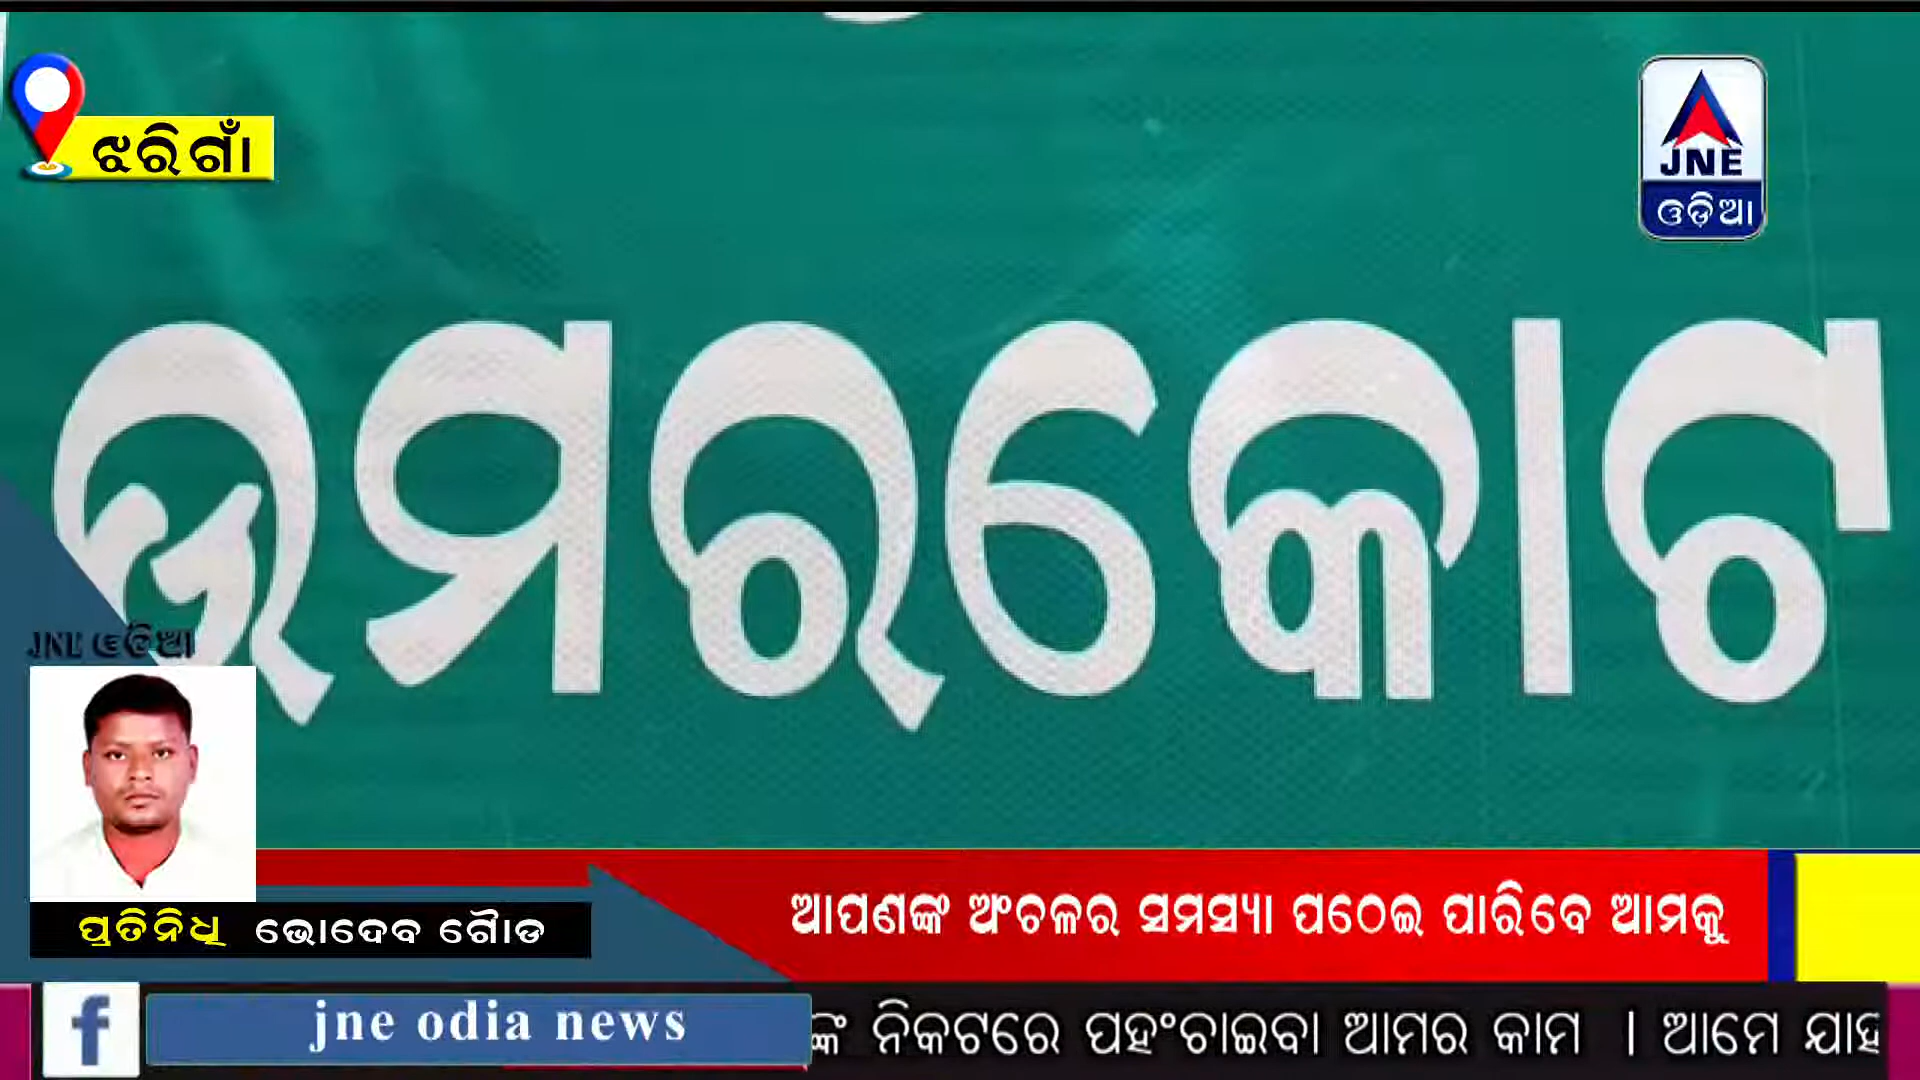 ଝରିଗାଁ
JNE
ଓଡ଼ିଆ
ଉମରକୋଟ
JNE ଓଡିଆ
ଆପଣଙ୍କ ଅଂଚଳର ସମସ୍ୟା ପଠେଇ ପାରିବେ ଆମକୁ
ପ୍ରତିନିଧି ଭୋଦେବ ଗୌଡ
jne odia news
ଙ୍କ ନିକଟରେ ପହଂଚାଇବା ଆମର କାମ । ଆମେ ଯାହ